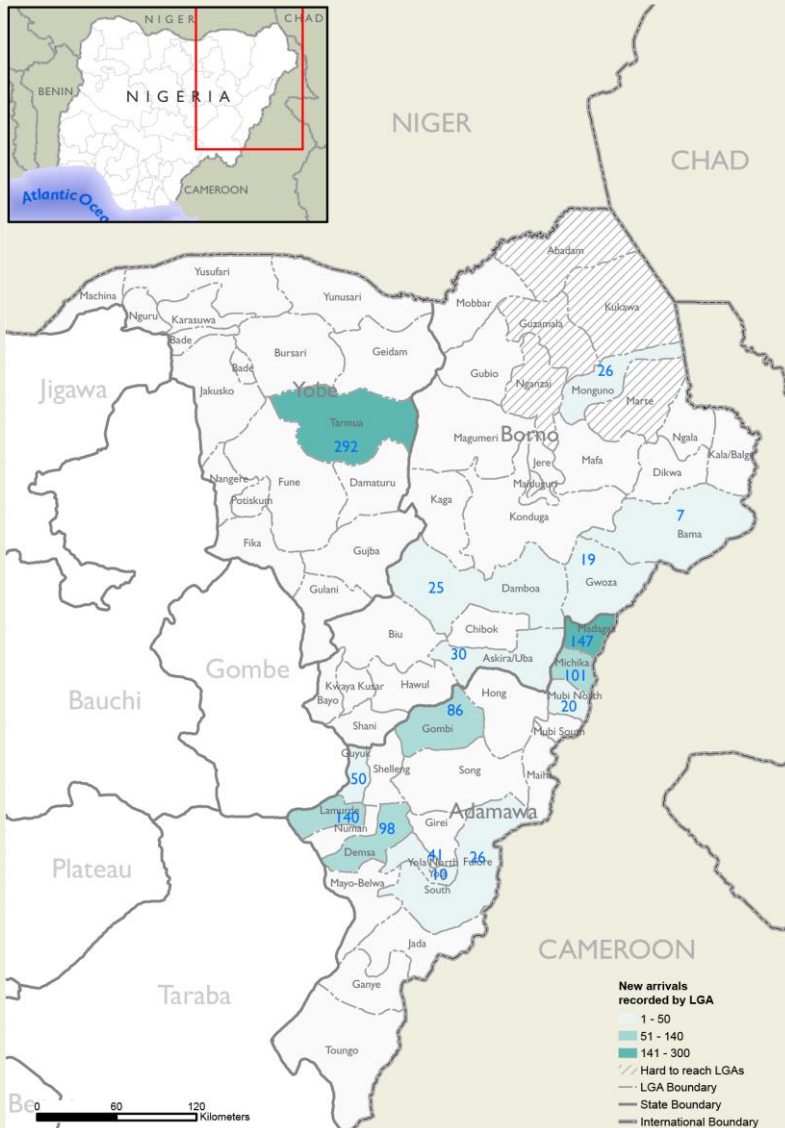 NIGER
CHAD
BENIN
NIGERIA
CAMEROON
Atlantic Ocea
NIGER
CHAD
Abadam
Yusufari
Machina
Yunusari
Mobbar
Kukawa
Nguru
Karasuwa
Guzamala
Bade
Bursari
Geidam
Gubio
26
Bade
Nganzai
Monguno
Jigawa
Jakusko
Yobe
Marte
Tarmua
292
Magumeri
Borno
Ngala
Jere
Mafa
Kala/Balge
Nangere
Fune
Damaturu
Kaga
Maiduguri
Dikwa
Potiskum
Konduga
7
Bama
Fika
Gujba
19
Gulani
25
Damboa
Gwoza
Biu
Chibok
Madagali
147
30
Askira/Uba
Michika
101
Gombe
Kwaya Kusar
Hawul
Hong
Mubi North
20
Bauchi
Bayo
86
Shani
Gombi
Mubi South
Guyuk
50
Shelleng
Song
Maiha
Lamurde
140
Numan
98
Girei
Adamawa
Demsa
41
Yola North
Fufore
26
10
Yola
South
Plateau
Mayo-Belwa
Jada
CAMEROON
Ganye
Taraba
Toungo
New arrivals
recorded by LGA
1 - 50
51 - 140
141 - 300
Hard to reach LGAs
LGA Boundary
State Boundary
International Boundary
0 60 120
Kilometers